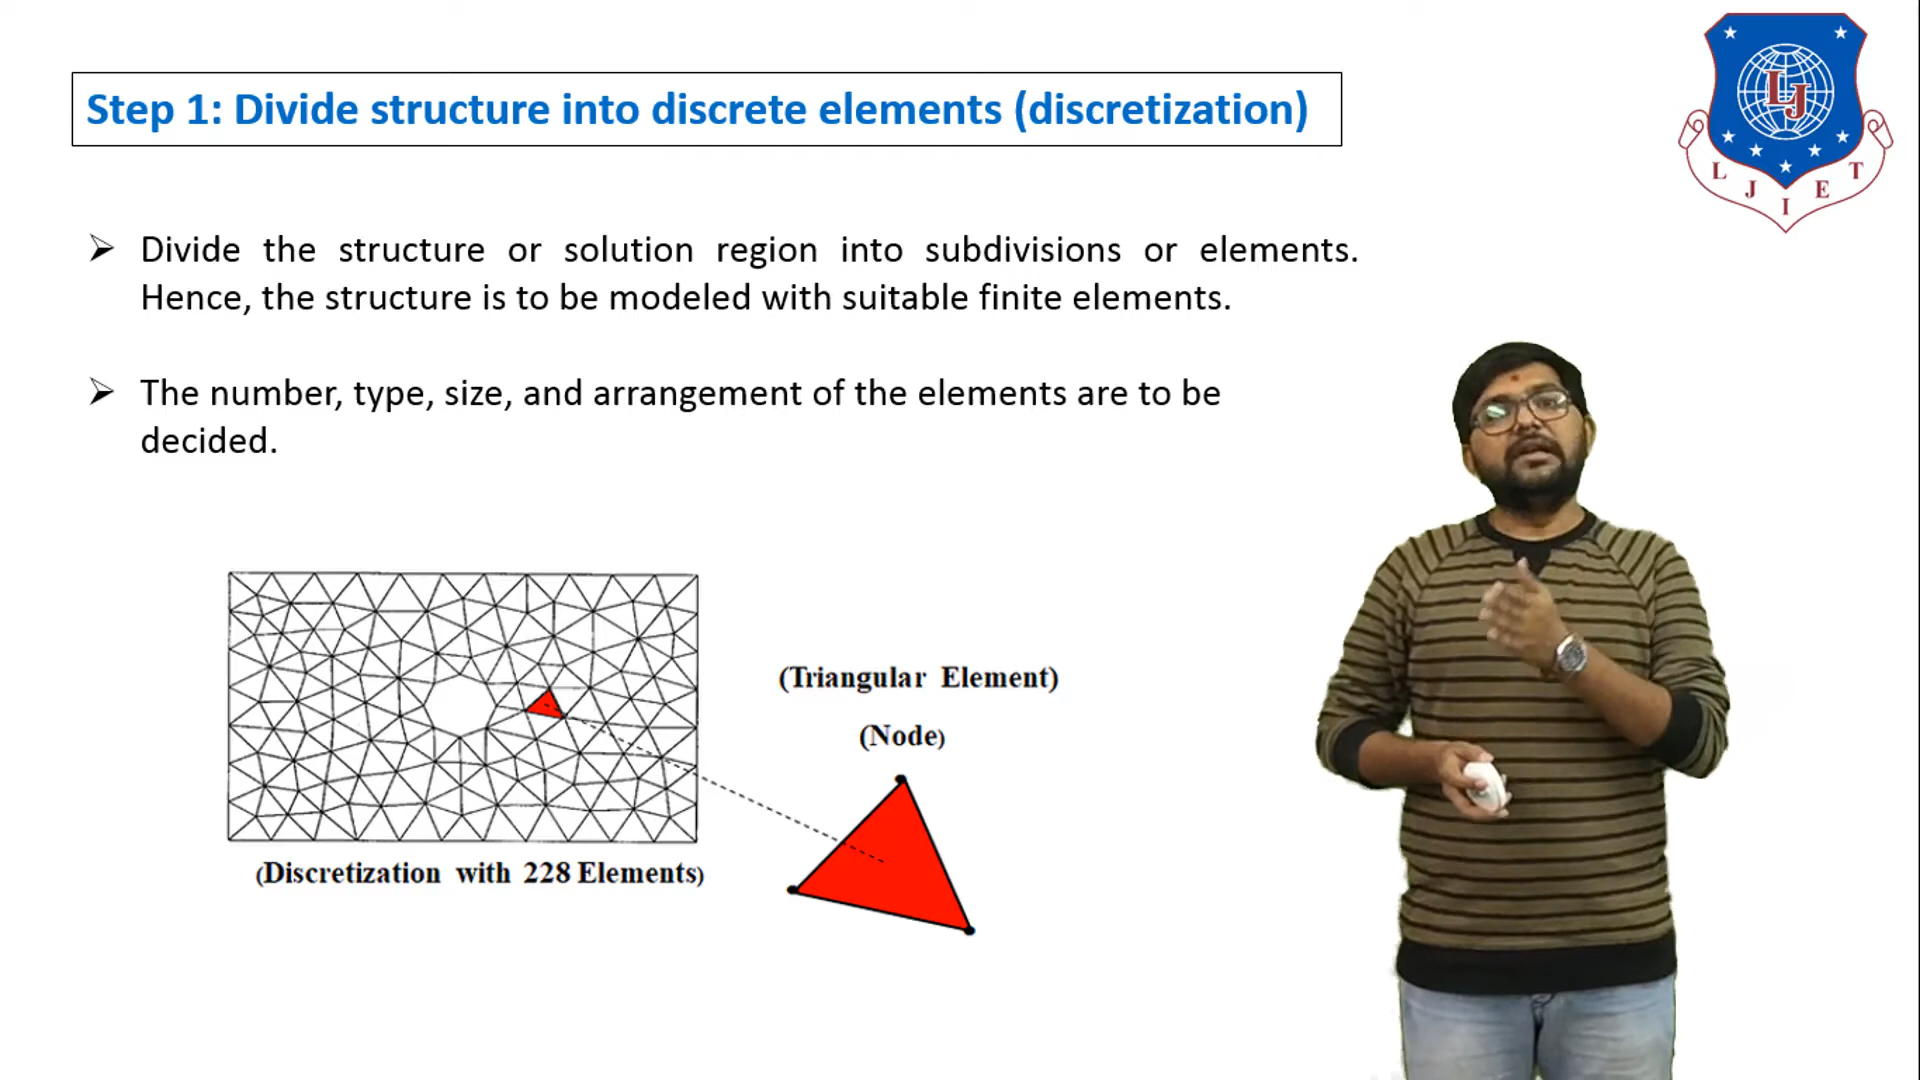 Step 1: Divide structure into discrete elements (discretization)
LJ
L J I E T
➢ Divide the structure or solution region into subdivisions or elements.
Hence, the structure is to be modeled with suitable finite elements.
➢ The number, type, size, and arrangement of the elements are to be
decided.
(Triangular Element)
(Node)
(Discretization with 228 Elements)